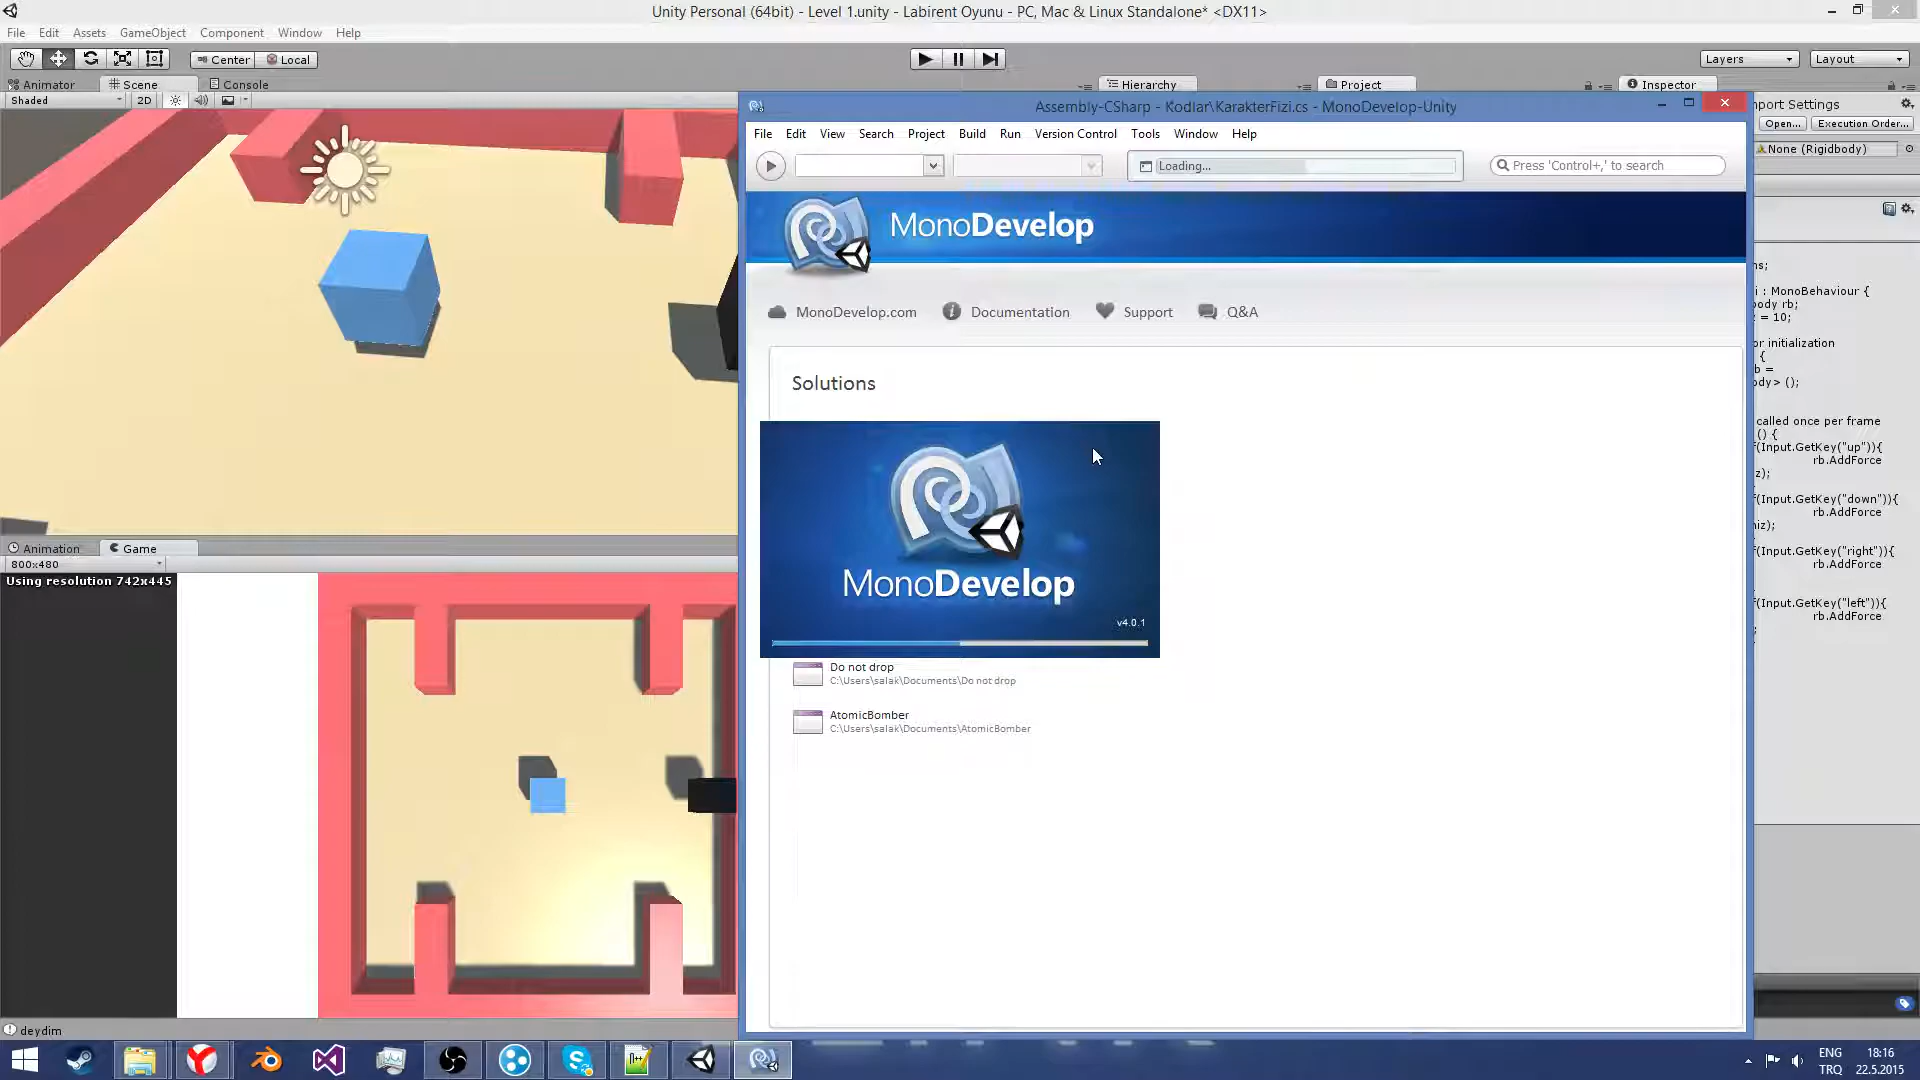 Unity Personal (64bit) - Level 1.unity - Labirent Oyunu - PC, Mac & Linux Standalone* <DX11>
File Edit Assets GameObject Component Window Help
Center Local Layers Layout
Animator Scene Console Hierarchy Project Inspector
Shaded 2D
Assembly-CSharp - Kodlar\KarakterFizi.cs - MonoDevelop-Unity
File Edit View Search Project Build Run Version Control Tools Window Help
Loading... Press 'Control+,' to search
MonoDevelop
MonoDevelop.com Documentation Support Q&A
Solutions
MonoDevelop
v4.0.1
Do not drop
C:\Users\salak\Documents\Do not drop
AtomicBomber
C:\Users\salak\Documents\AtomicBomber
port Settings
Open... Execution Order...
None (Rigidbody)
ns;
i : MonoBehaviour {
ody rb;
= 10;
or initialization
{
b =
ody> ();
called once per frame
() {
f(Input.GetKey("up")){
rb.AddForce
z);
f(Input.GetKey("down")){
rb.AddForce
iz);
f(Input.GetKey("right")){
rb.AddForce
f(Input.GetKey("left")){
rb.AddForce
;
Animation Game
800x480
Using resolution 742x445
deydim
ENG 18:16
TRQ 22.5.2015